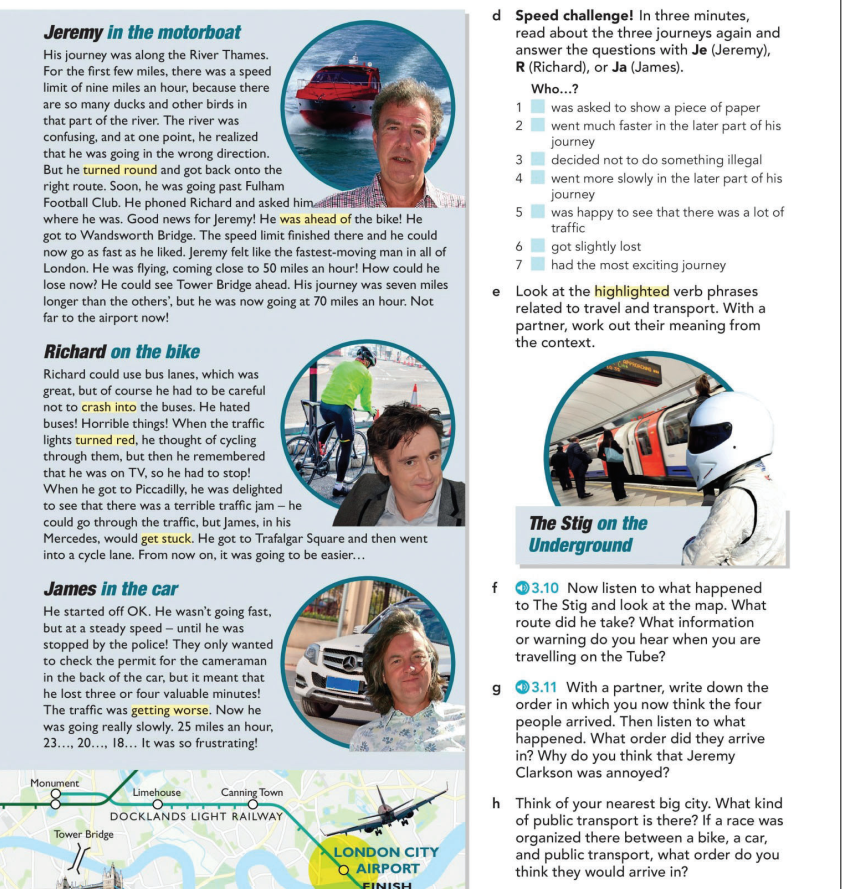 Jeremy in the motorboat
His journey was along the River Thames.
For the first few miles, there was a speed
limit of nine miles an hour, because there
are so many ducks and other birds in
that part of the river. The river was
confusing, and at one point, he realized
that he was going in the wrong direction.
But he turned round and got back onto the
right route. Soon, he was going past Fulham
Football Club. He phoned Richard and asked him
where he was. Good news for Jeremy! He was ahead of the bike! He
got to Wandsworth Bridge. The speed limit finished there and he could
now go as fast as he liked. Jeremy felt like the fastest-moving man in all of
London. He was flying, coming close to 50 miles an hour! How could he
lose now? He could see Tower Bridge ahead. His journey was seven miles
longer than the others', but he was now going at 70 miles an hour. Not
far to the airport now!
Richard on the bike
Richard could use bus lanes, which was
great, but of course he had to be careful
not to crash into the buses. He hated
buses! Horrible things! When the traffic
lights turned red, he thought of cycling
through them, but then he remembered
that he was on TV, so he had to stop!
When he got to Piccadilly, he was delighted
to see that there was a terrible traffic jam – he
could go through the traffic, but James, in his
Mercedes, would get stuck. He got to Trafalgar Square and then went
into a cycle lane. From now on, it was going to be easier…
James in the car
He started off OK. He wasn't going fast,
but at a steady speed – until he was
stopped by the police! They only wanted
to check the permit for the cameraman
in the back of the car, but it meant that
he lost three or four valuable minutes!
The traffic was getting worse. Now he
was going really slowly. 25 miles an hour,
23…, 20…, 18… It was so frustrating!
Monument
Limehouse
Canning Town
DOCKLANDS LIGHT RAILWAY
Tower Bridge
LONDON CITY
AIRPORT
FINISH
d Speed challenge! In three minutes,
read about the three journeys again and
answer the questions with Je (Jeremy),
R (Richard), or Ja (James).
Who…?
1 was asked to show a piece of paper
2 went much faster in the later part of his
journey
3 decided not to do something illegal
4 went more slowly in the later part of his
journey
5 was happy to see that there was a lot of
traffic
6 got slightly lost
7 had the most exciting journey
e Look at the highlighted verb phrases
related to travel and transport. With a
partner, work out their meaning from
the context.
The Stig on the
Underground
f 3.10 Now listen to what happened
to The Stig and look at the map. What
route did he take? What information
or warning do you hear when you are
travelling on the Tube?
g 3.11 With a partner, write down the
order in which you now think the four
people arrived. Then listen to what
happened. What order did they arrive
in? Why do you think that Jeremy
Clarkson was annoyed?
h Think of your nearest big city. What kind
of public transport is there? If a race was
organized there between a bike, a car,
and public transport, what order do you
think they would arrive in?